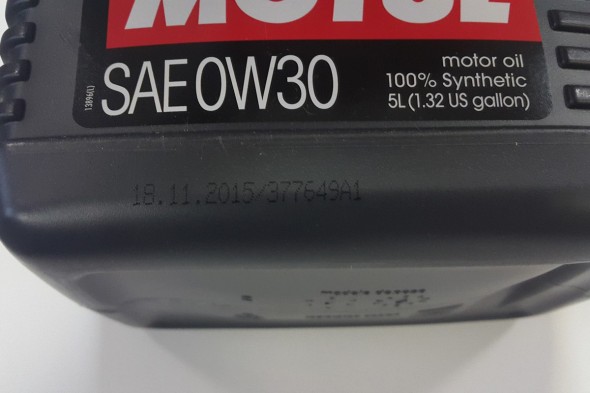 MOTUL
SAE 0W30
motor oil
100% Synthetic
5L (1.32 US gallon)
18.11.2015/377649A1